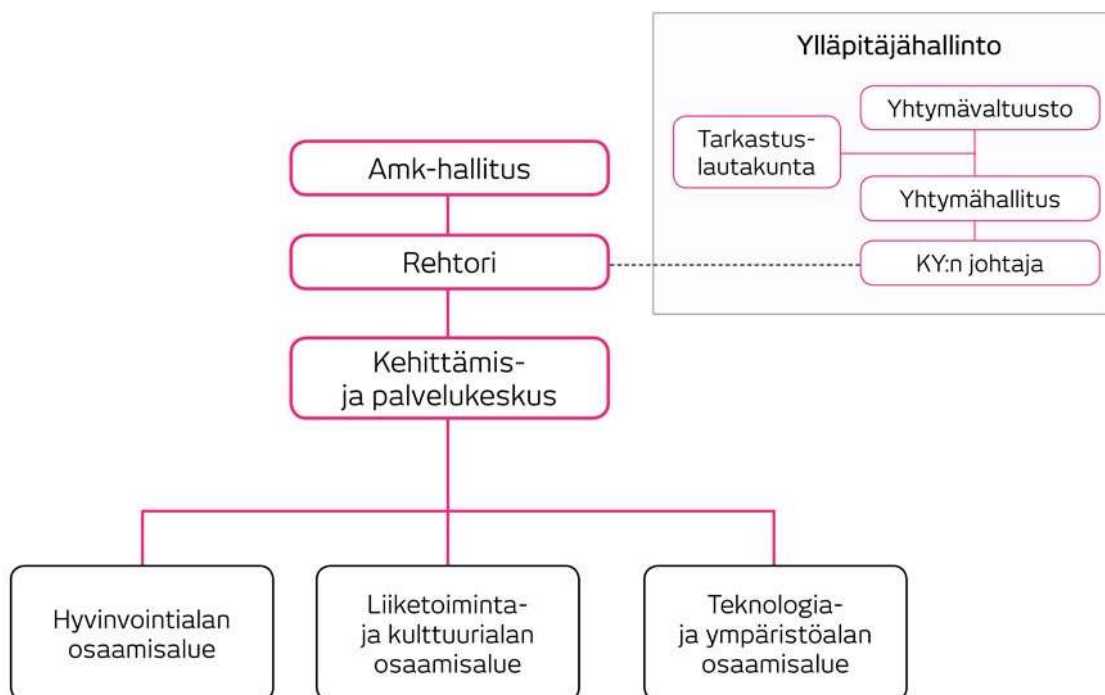 Ylläpitäjähallinto
Yhtymävaltuusto
Tarkastus-
lautakunta
Yhtymähallitus
KY:n johtaja
Amk-hallitus
Rehtori
Kehittämis-
ja palvelukeskus
Hyvinvointialan
osaamisalue
Liiketoiminta-
ja kulttuurialan
osaamisalue
Teknologia-
ja ympäristöalan
osaamisalue